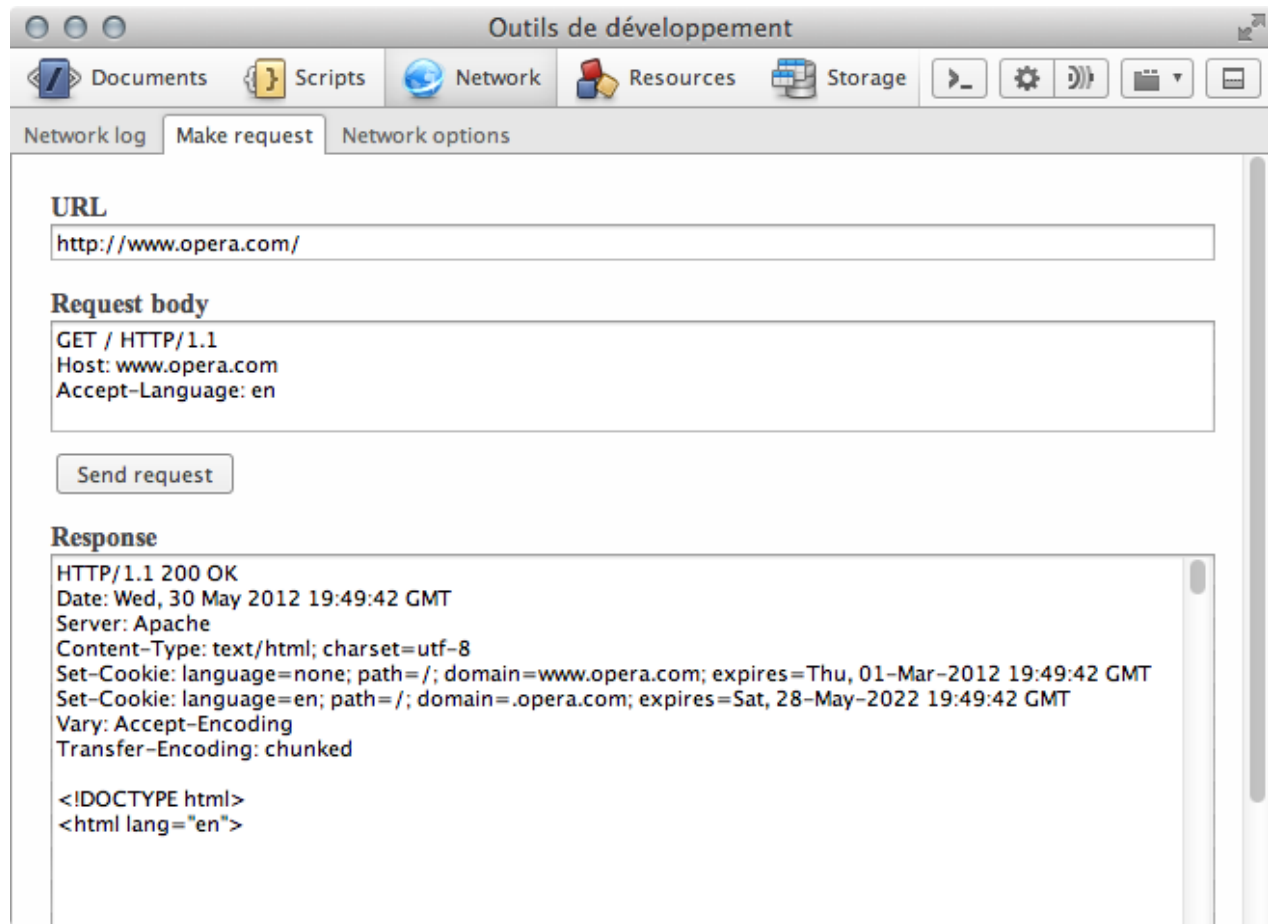 Outils de développement
Documents Scripts Network Resources Storage
Network log Make request Network options
URL
http://www.opera.com/
Request body
GET / HTTP/1.1
Host: www.opera.com
Accept-Language: en
Send request
Response
HTTP/1.1 200 OK
Date: Wed, 30 May 2012 19:49:42 GMT
Server: Apache
Content-Type: text/html; charset=utf-8
Set-Cookie: language=none; path=/; domain=www.opera.com; expires=Thu, 01-Mar-2012 19:49:42 GMT
Set-Cookie: language=en; path=/; domain=.opera.com; expires=Sat, 28-May-2022 19:49:42 GMT
Vary: Accept-Encoding
Transfer-Encoding: chunked
<!DOCTYPE html>
<html lang="en">